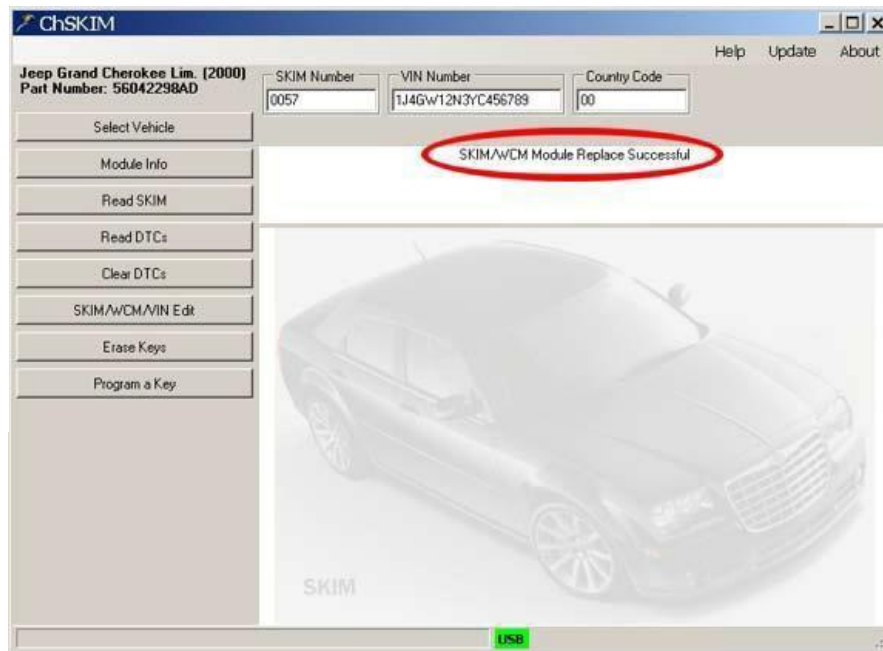 ChSKIM
Help Update About
Jeep Grand Cherokee Lim. (2000)
Part Number: 56042298AD
SKIM Number
0057
VIN Number
1J4GW12N3YC456789
Country Code
00
SKIM/WCM Module Replace Successful
Select Vehicle
Module Info
Read SKIM
Read DTCs
Clear DTCs
SKIM/WCM/VIN Edit
Erase Keys
Program a Key
SKIM
USB